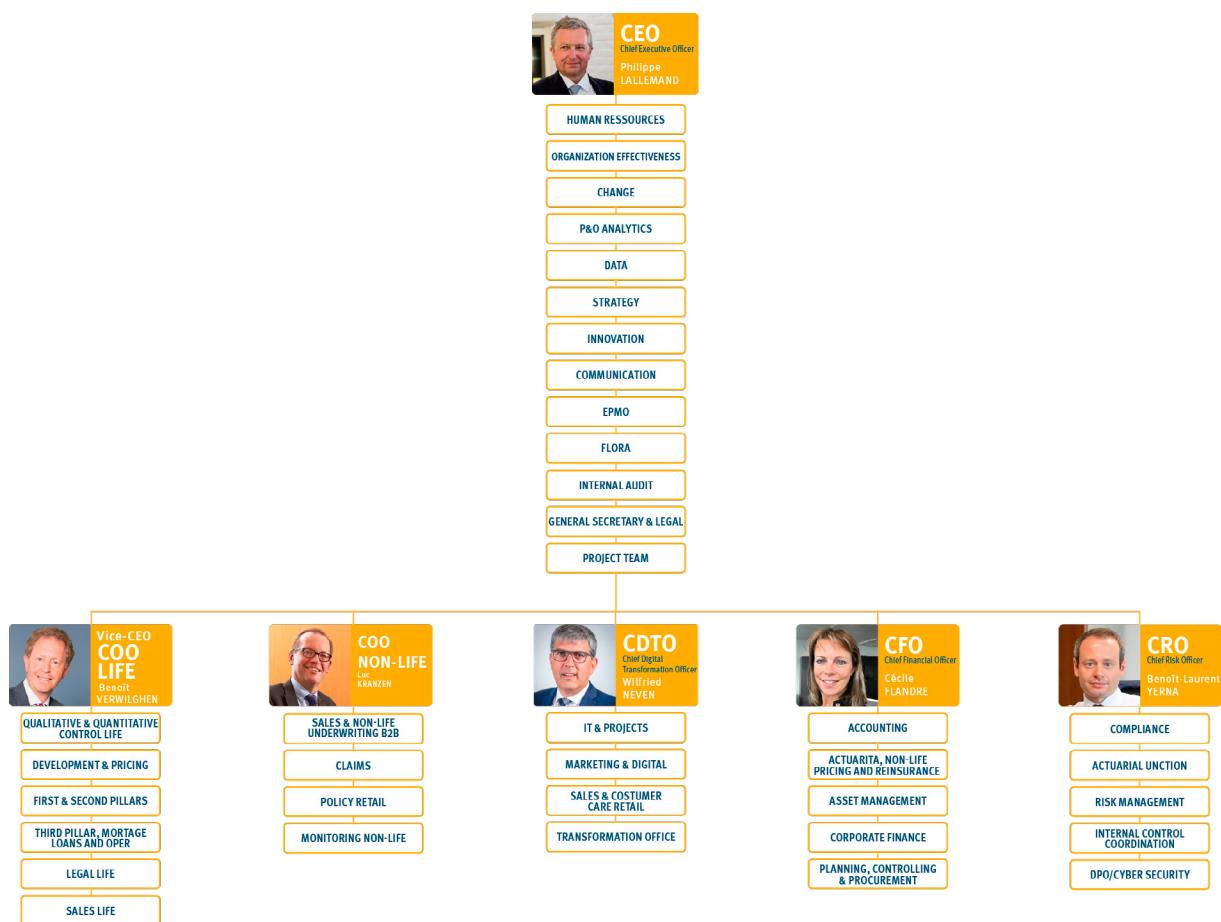 CEO
Chief Executive Officer
Philippe
LALLEMAND
HUMAN RESSOURCES
ORGANIZATION EFFECTIVENESS
CHANGE
P&O ANALYTICS
DATA
STRATEGY
INNOVATION
COMMUNICATION
EPMO
FLORA
INTERNAL AUDIT
GENERAL SECRETARY & LEGAL
PROJECT TEAM
Vice-CEO
COO
LIFE
Benoît
VERWILGHEN
QUALITATIVE & QUANTITATIVE
CONTROL LIFE
DEVELOPMENT & PRICING
FIRST & SECOND PILLARS
THIRD PILLAR, MORTAGE
LOANS AND OPER
LEGAL LIFE
SALES LIFE
COO
NON-LIFE
Luc
KRANZEN
SALES & NON-LIFE
UNDERWRITING B2B
CLAIMS
POLICY RETAIL
MONITORING NON-LIFE
CDTO
Chief Digital
Transformation Officer
Wilfried
NEVEN
IT & PROJECTS
MARKETING & DIGITAL
SALES & COSTUMER
CARE RETAIL
TRANSFORMATION OFFICE
CFO
Chief Financial Officer
Cécile
FLANDRE
ACCOUNTING
ACTUARITA, NON-LIFE
PRICING AND REINSURANCE
ASSET MANAGEMENT
CORPORATE FINANCE
PLANNING, CONTROLLING
& PROCUREMENT
CRO
Chief Risk Officer
Benoît-Laurent
YERNA
COMPLIANCE
ACTUARIAL UNCTION
RISK MANAGEMENT
INTERNAL CONTROL
COORDINATION
DPO/CYBER SECURITY